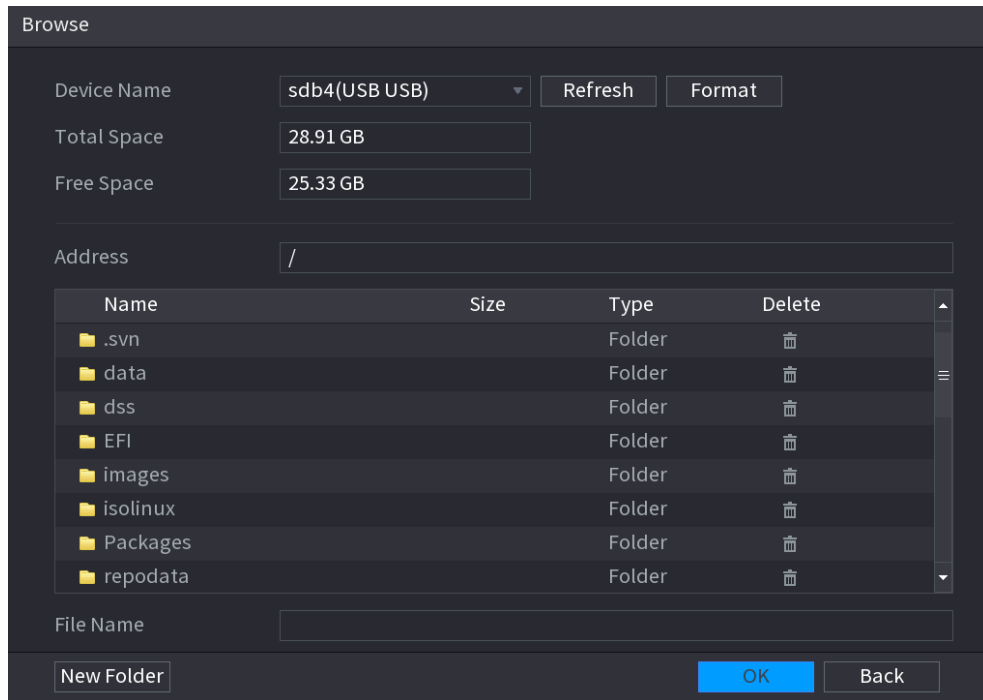 Browse
Device Name sdb4(USB USB) Refresh Format
Total Space 28.91 GB
Free Space 25.33 GB
Address /
Name Size Type Delete
.svn Folder
data Folder
dss Folder
EFI Folder
images Folder
isolinux Folder
Packages Folder
repodata Folder
File Name
New Folder OK Back